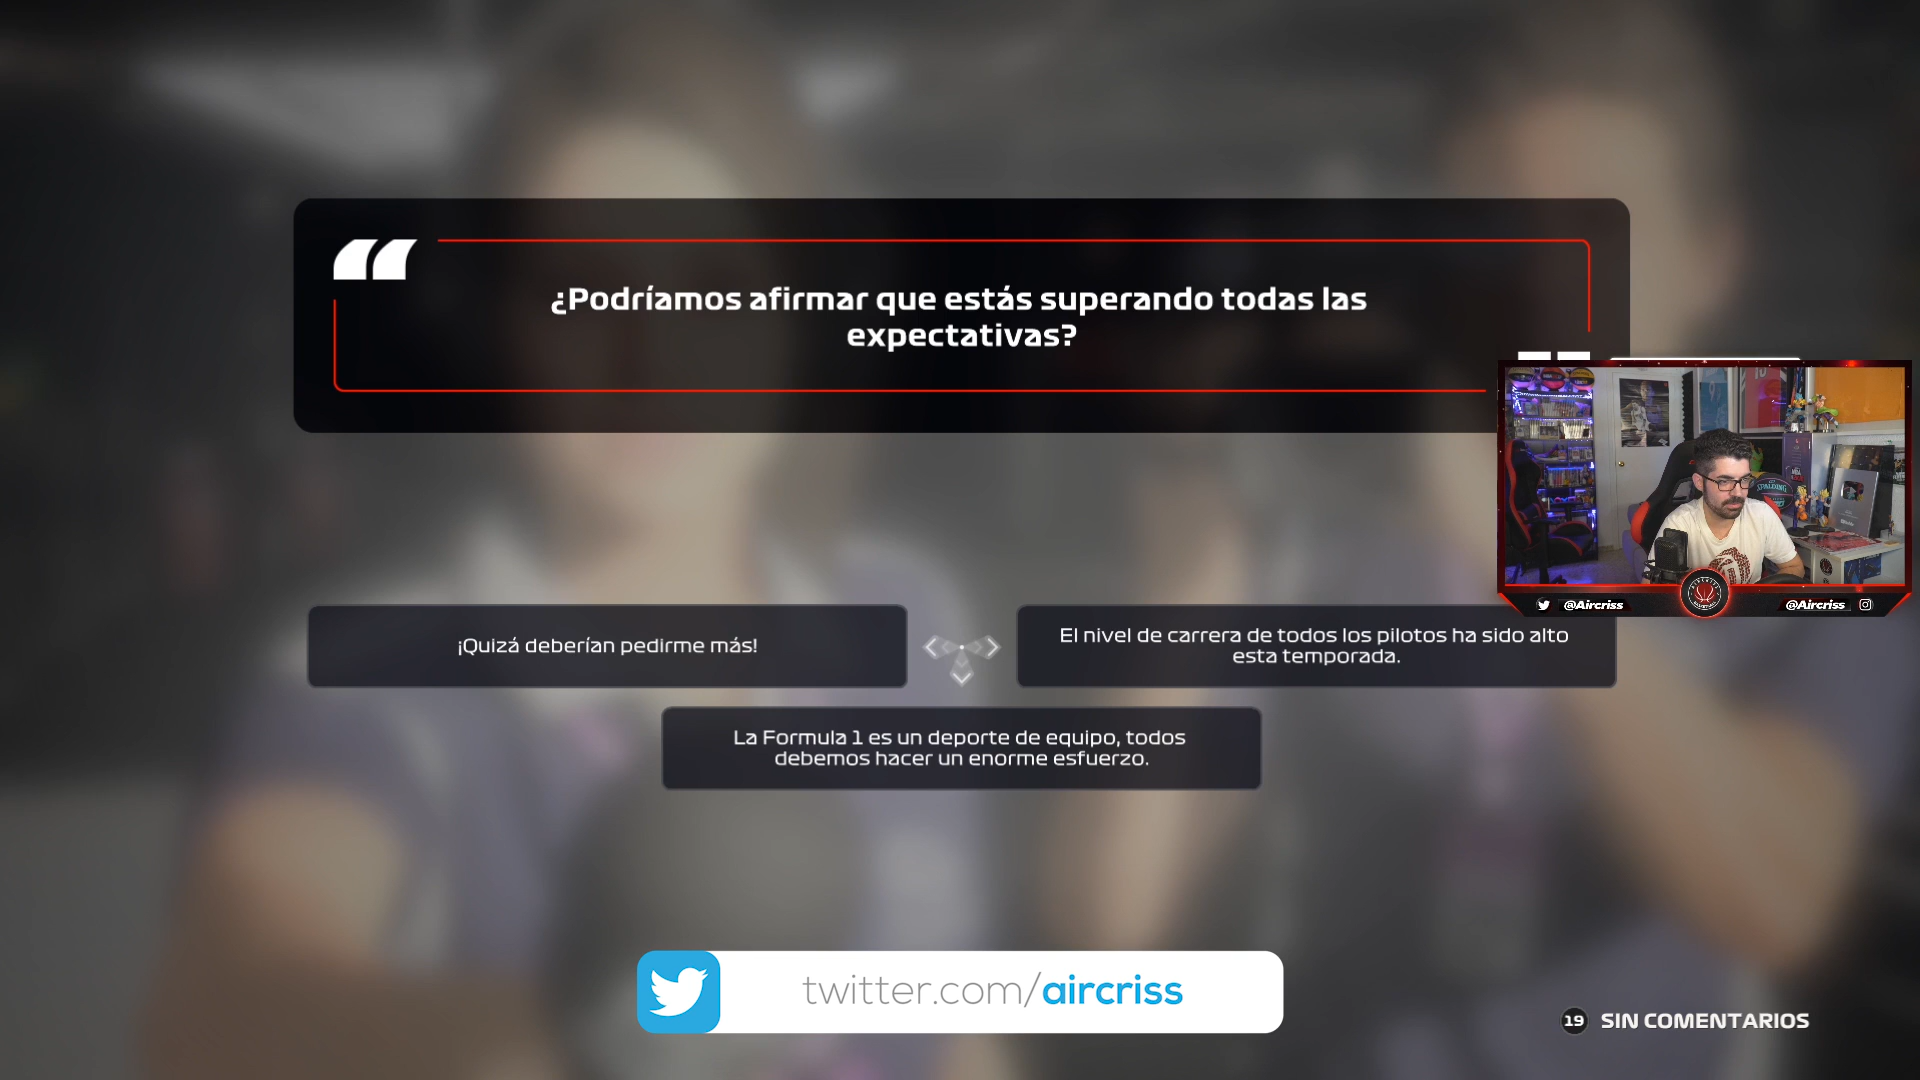 ¿Podríamos afirmar que estás superando todas las
expectativas?
SPALDING
@Aircriss
@Aircriss
¡Quizá deberían pedirme más!
El nivel de carrera de todos los pilotos ha sido alto
esta temporada.
La Formula 1 es un deporte de equipo, todos
debemos hacer un enorme esfuerzo.
twitter.com/aircriss
19 SIN COMENTARIOS